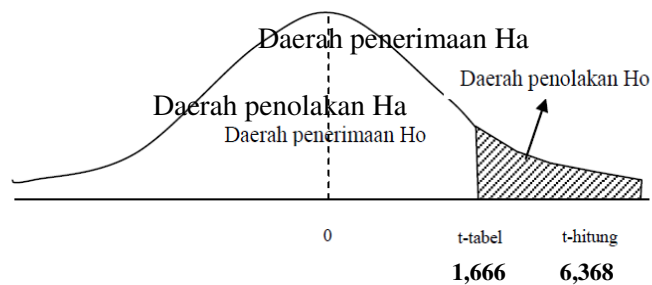 Daerah penerimaan Ha
Daerah penolakan Ho
Daerah penolakan Ha
Daerah penerimaan Ho
0 t-tabel t-hitung
1,666 6,368